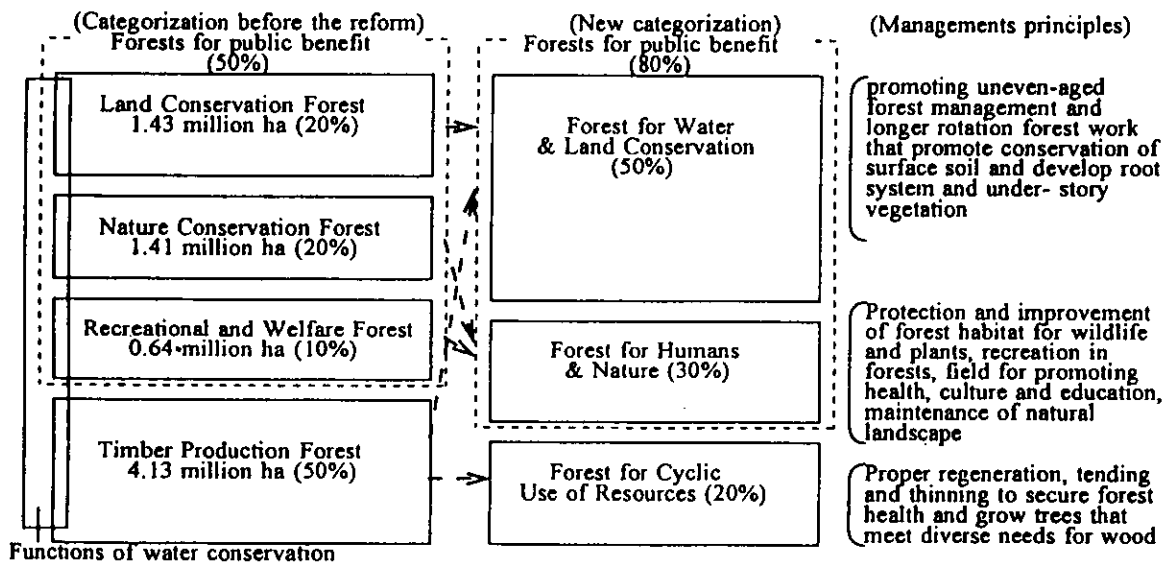 (Categorization before the reform)
Forests for public benefit
(50%)
Land Conservation Forest
1.43 million ha (20%)
Nature Conservation Forest
1.41 million ha (20%)
Recreational and Welfare Forest
0.64 million ha (10%)
Timber Production Forest
4.13 million ha (50%)
Functions of water conservation
(New categorization)
Forests for public benefit
(80%)
Forest for Water
& Land Conservation
(50%)
Forest for Humans
& Nature (30%)
Forest for Cyclic
Use of Resources (20%)
(Managements principles)
promoting uneven-aged
forest management and
longer rotation forest work
that promote conservation of
surface soil and develop root
system and under- story
vegetation
Protection and improvement
of forest habitat for wildlife
and plants, recreation in
forests, field for promoting
health, culture and education,
maintenance of natural
landscape
Proper regeneration, tending
and thinning to secure forest
health and grow trees that
meet diverse needs for wood